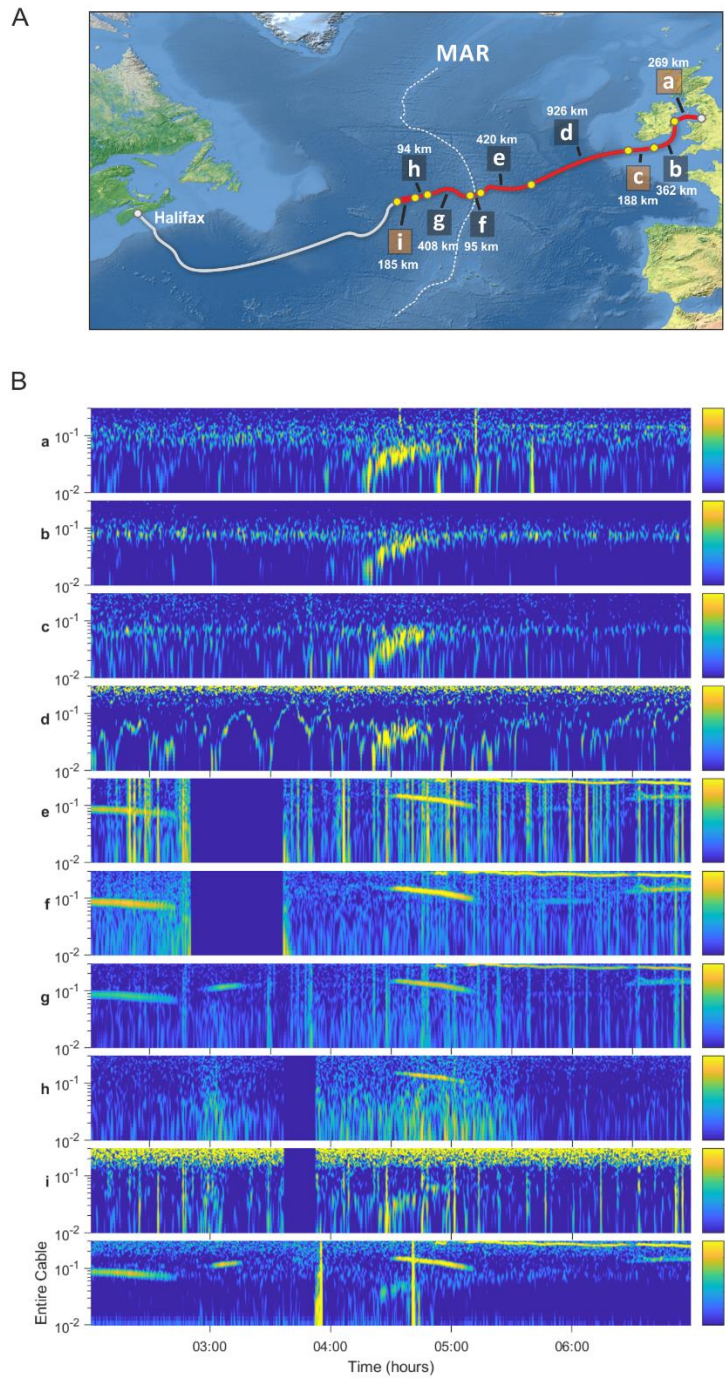 A
MAR
269 km
a
926 km
d
420 km
e
94 km
h
c
b
362 km
188 km
g
f
Halifax
i
408 km
95 km
185 km
B
a
10-1
10-2
b
10-1
10-2
c
10-1
10-2
d
10-1
10-2
e
10-1
10-2
f
10-1
10-2
g
10-1
10-2
h
10-1
10-2
i
10-1
10-2
Entire Cable
10-1
10-2
03:00 04:00 05:00 06:00
Time (hours)